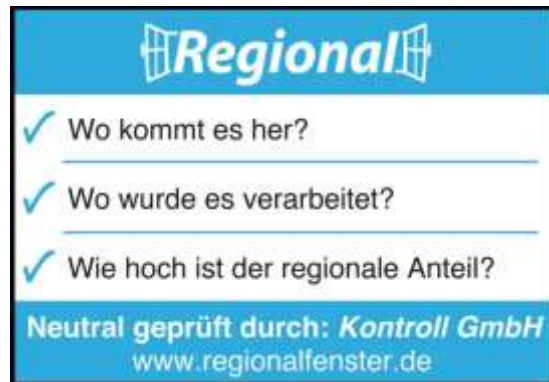 Regional
Wo kommt es her?
Wo wurde es verarbeitet?
Wie hoch ist der regionale Anteil?
Neutral geprüft durch: Kontroll GmbH
www.regionalfenster.de